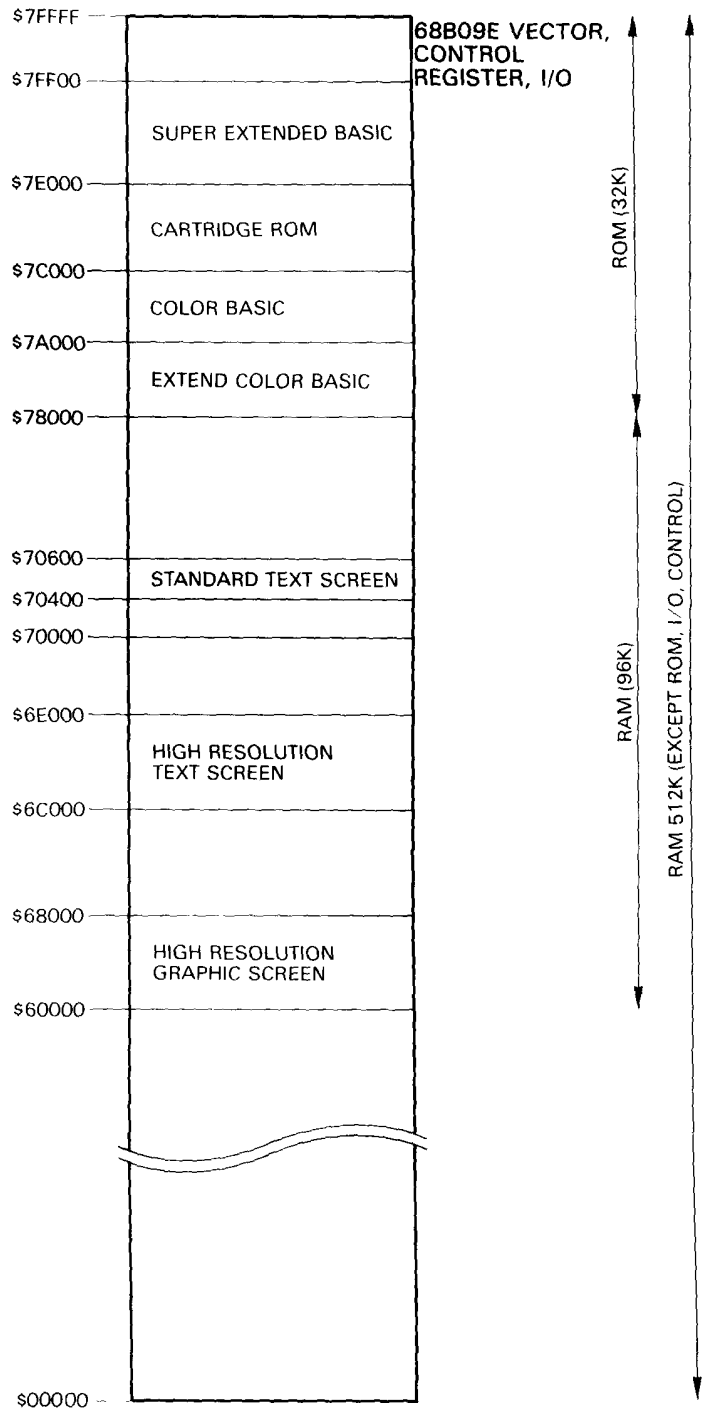 $7FFFF
68B09E VECTOR,
CONTROL
REGISTER, I/O
$7FF00
SUPER EXTENDED BASIC
$7E000
CARTRIDGE ROM
$7C000
COLOR BASIC
$7A000
EXTEND COLOR BASIC
$78000
ROM (32K)
$70600
STANDARD TEXT SCREEN
$70400
$70000
$6E000
HIGH RESOLUTION
TEXT SCREEN
$6C000
$68000
HIGH RESOLUTION
GRAPHIC SCREEN
$60000
RAM (96K)
RAM 512K (EXCEPT ROM, I/O, CONTROL)
$00000